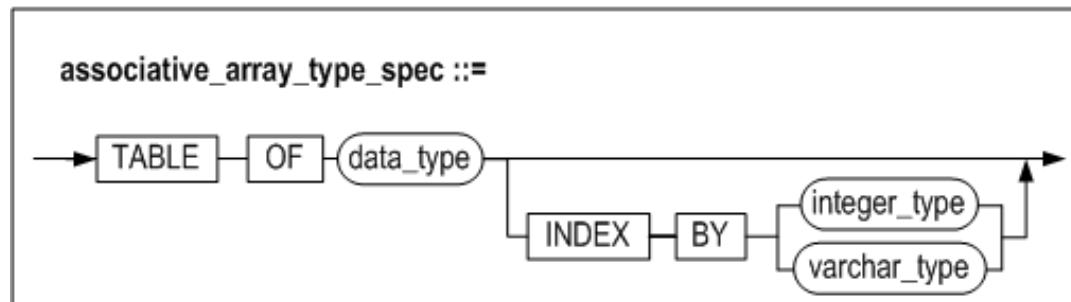 associative_array_type_spec ::=
TABLE OF data_type
integer_type
INDEX BY
varchar_type